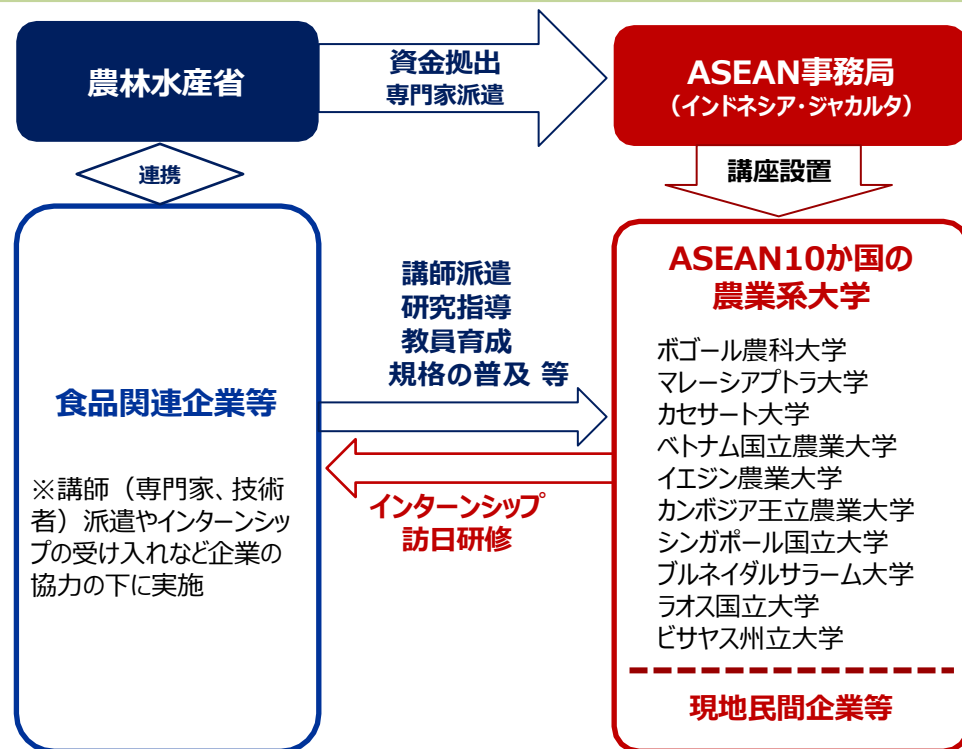 農林水産省
資金拠出
専門家派遣
ASEAN事務局
（インドネシア・ジャカルタ）
連携
講座設置
食品関連企業等
※講師（専門家、技術
者）派遣やインターンシッ
プの受け入れなど企業の
協力の下に実施
講師派遣
研究指導
教員育成
規格の普及 等
インターンシップ
訪日研修
ASEAN10か国の
農業系大学
ボゴール農科大学
マレーシアプトラ大学
カセサート大学
ベトナム国立農業大学
イエジン農業大学
カンボジア王立農業大学
シンガポール国立大学
ブルネイダルサラーム大学
ラオス国立大学
ビサヤス州立大学
現地民間企業等